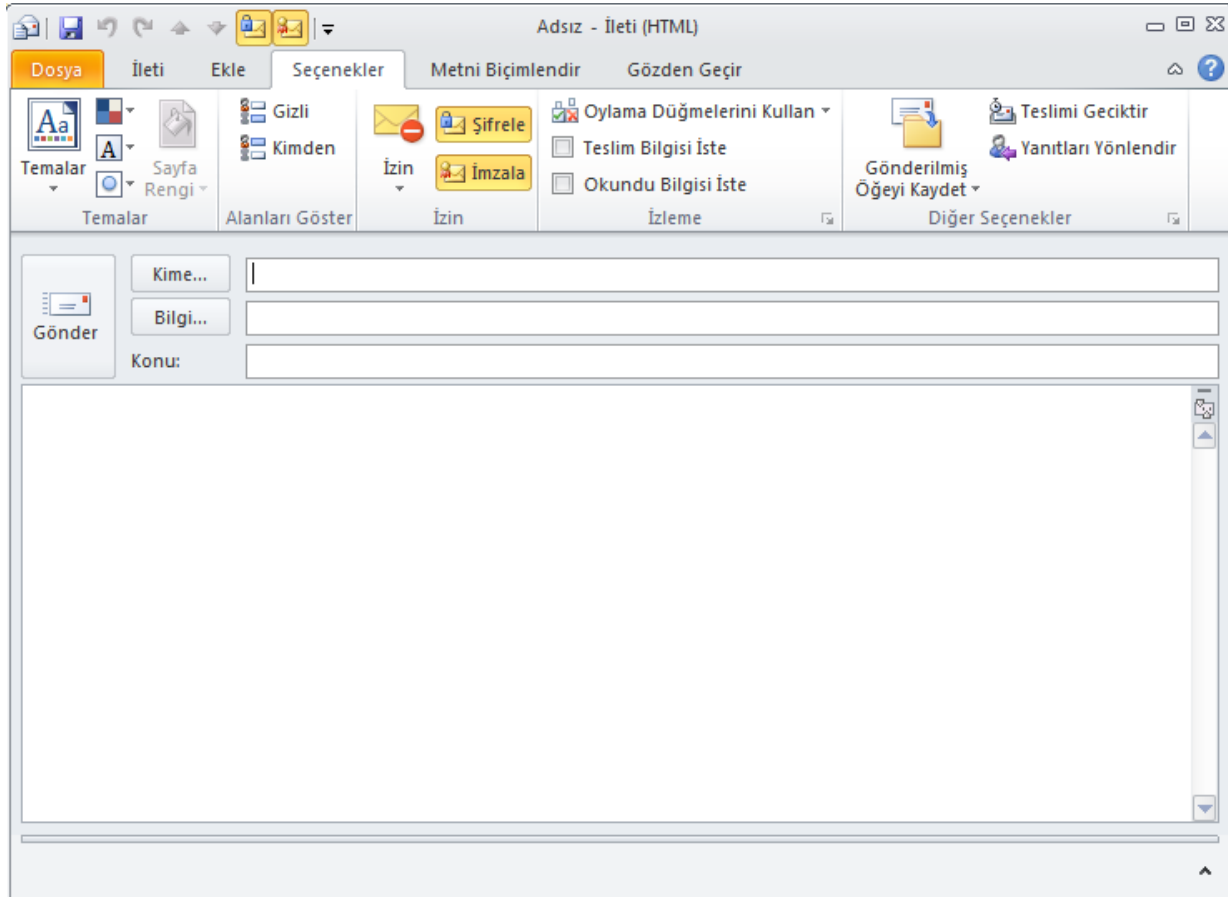 Adsız - İleti (HTML)
Dosya İleti Ekle Seçenekler Metni Biçimlendir Gözden Geçir
Aa
Temalar
A
Sayfa Rengi
Temalar
Gizli
Kimden
Alanları Göster
İzin
Şifrele
İmzala
İzin
Oylama Düğmelerini Kullan
Teslim Bilgisi İste
Okundu Bilgisi İste
İzleme
Gönderilmiş
Öğeyi Kaydet
Teslimi Geciktir
Yanıtları Yönlendir
Diğer Seçenekler
Gönder
Kime...
Bilgi...
Konu: